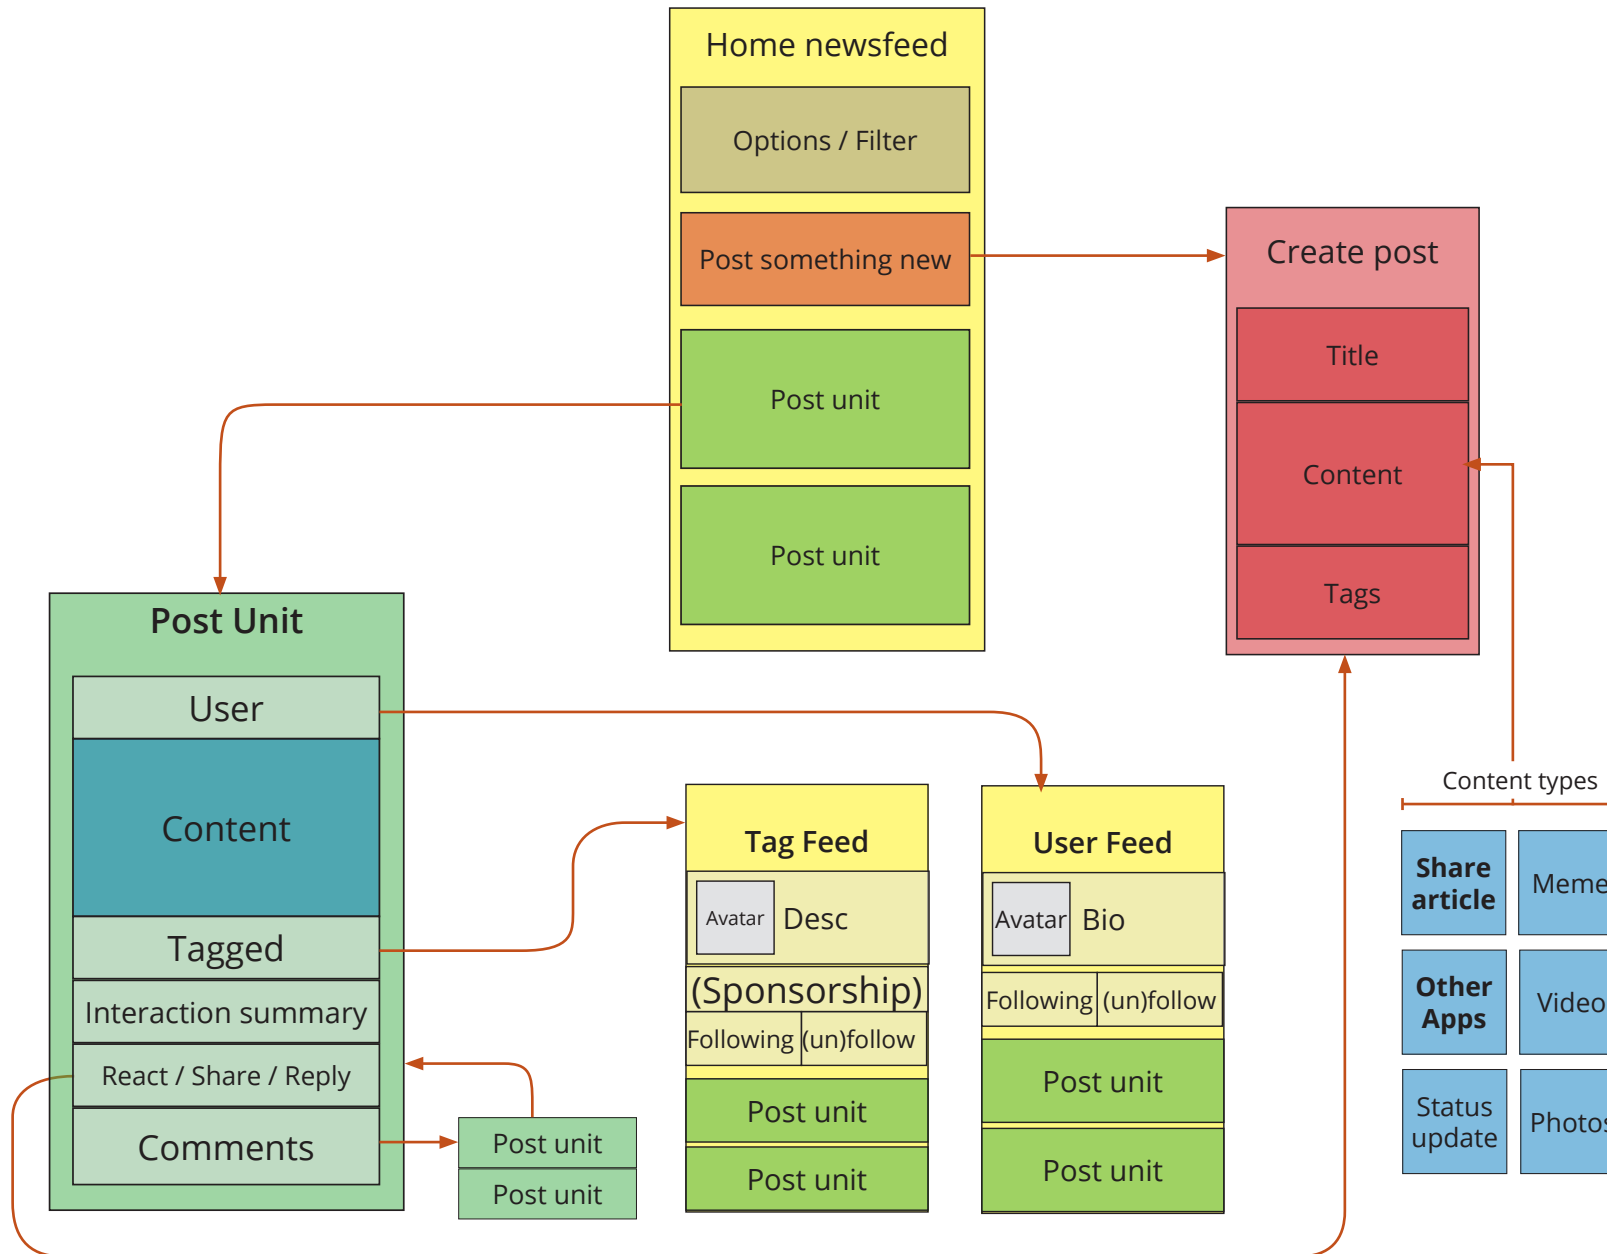 Home newsfeed
Options / Filter
Post something new
Post unit
Post unit
Create post
Title
Content
Tags
Post Unit
User
Content
Tagged
Interaction summary
React / Share / Reply
Comments
Post unit
Post unit
Tag Feed
Avatar
Desc
(Sponsorship)
Following
(un)follow
Post unit
Post unit
User Feed
Avatar
Bio
Following
(un)follow
Post unit
Post unit
Content types
Share
article
Meme
Other
Apps
Video
Status
update
Photos